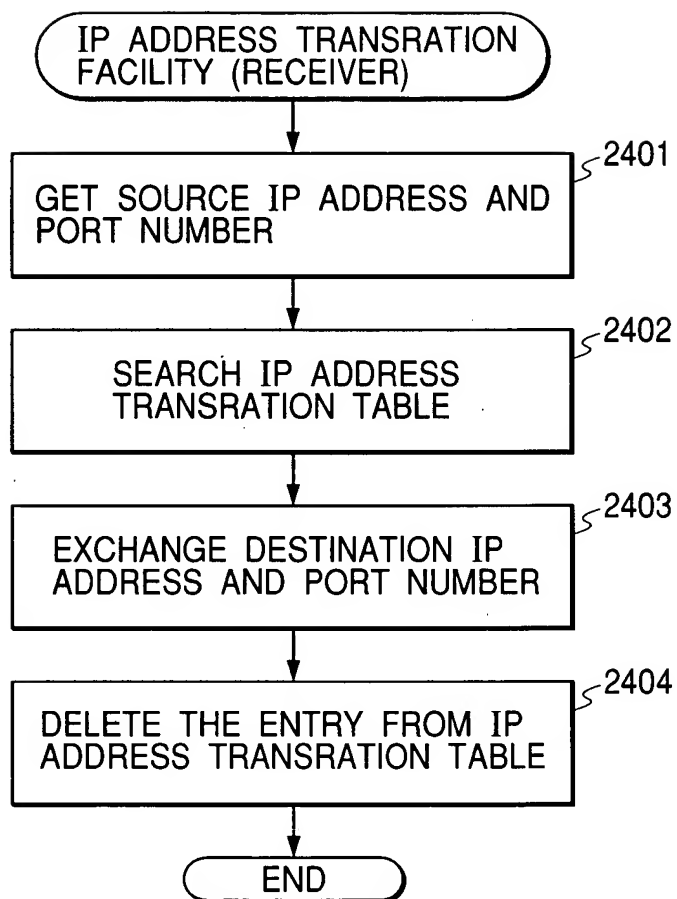 IP ADDRESS TRANSRATION
FACILITY (RECEIVER)
2401
GET SOURCE IP ADDRESS AND
PORT NUMBER
2402
SEARCH IP ADDRESS
TRANSRATION TABLE
2403
EXCHANGE DESTINATION IP
ADDRESS AND PORT NUMBER
2404
DELETE THE ENTRY FROM IP
ADDRESS TRANSRATION TABLE
END